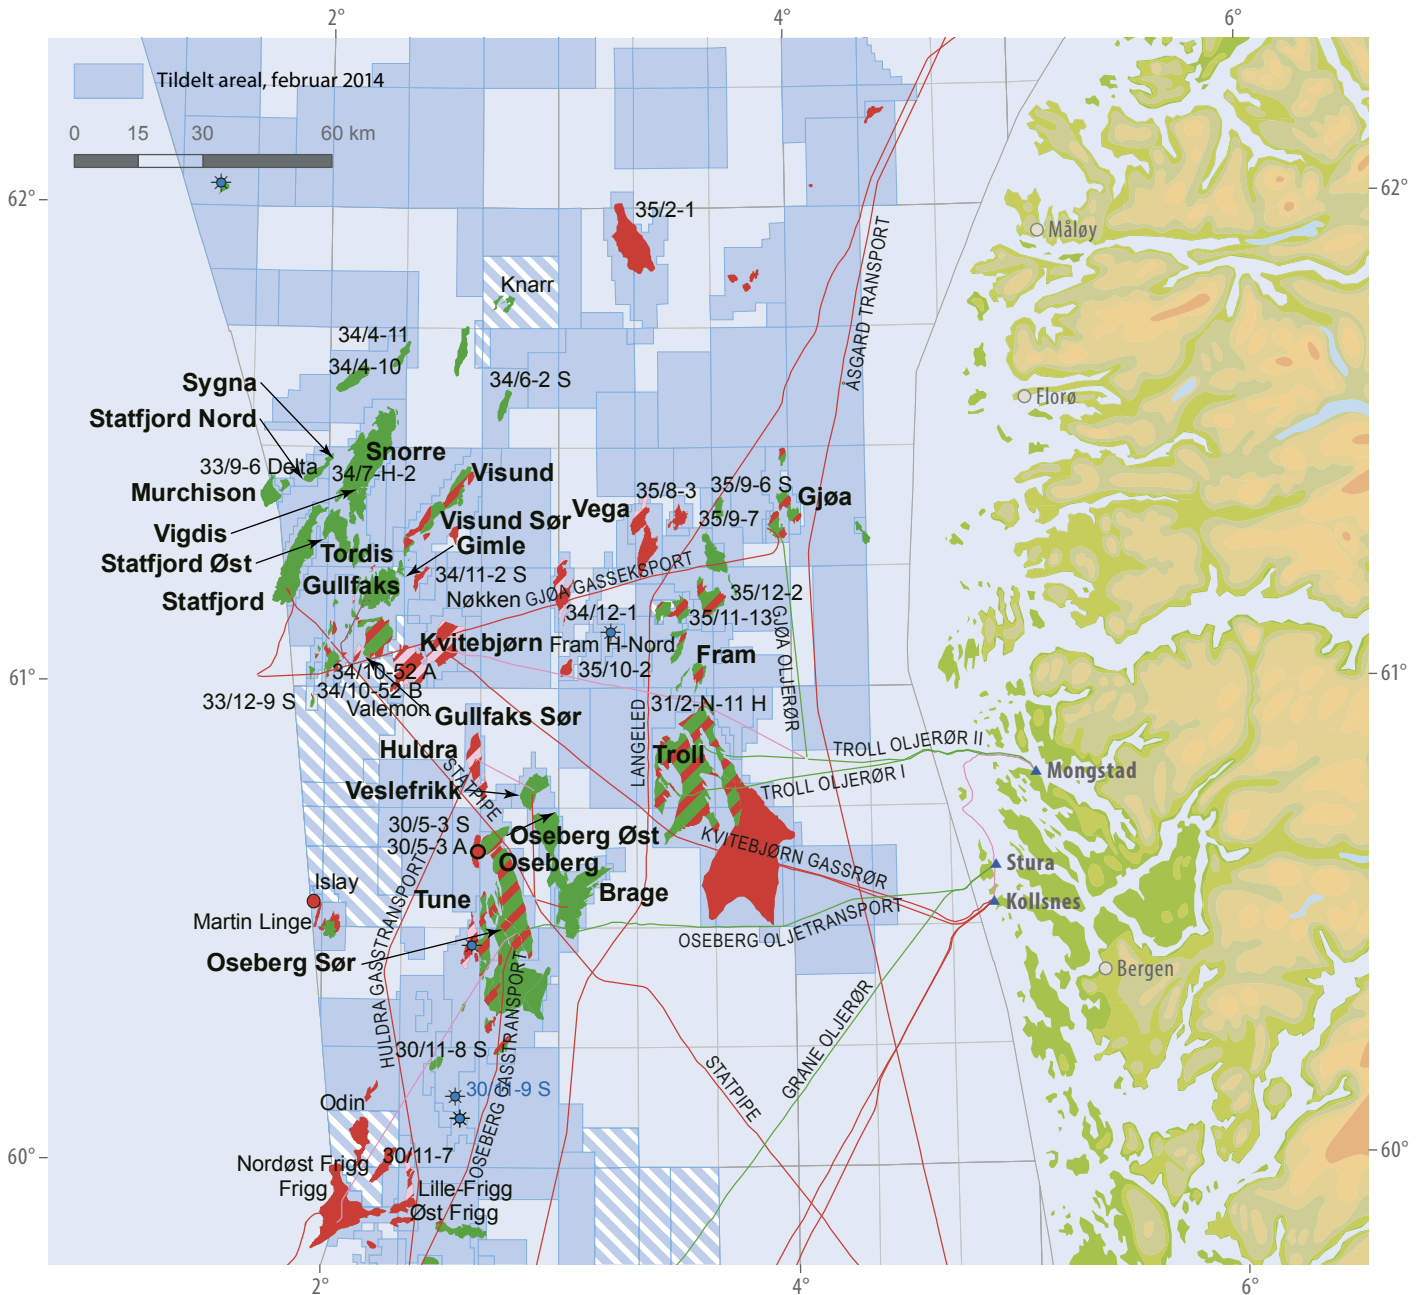 2°
4°
6°
Tildelt areal, februar 2014
0 15 30 60 km
62°
62°
35/2-1
Måløy
ÅSGARD TRANSPORT
Knarr
34/4-11
34/4-10
34/6-2 S
Sygna
Statfjord Nord
Florø
Snorre
33/9-6 Delta
34/7-H-2
Visund
Murchison
35/8-3
35/9-6 S
Gjøa
Vega
Visund Sør
35/9-7
Vigdis
Gimle
Statfjord Øst
Tordis
Gullfaks
34/11-2 S
Statfjord
Nøkken
GJØA GASSEKSPORT
35/12-2
34/12-1
35/11-13
GJØA OLJERØR
Kvitebjørn
Fram H-Nord
Fram
61°
61°
34/10-52 A
35/10-2
34/10-52 B
33/12-9 S
Valemon
31/2-N-11 H
Gullfaks Sør
LANGELED
Huldra
Troll
TROLL OLJERØR II
STATPIPE
TROLL OLJERØR I
Mongstad
Veslefrikk
30/5-3 S
Oseberg Øst
30/5-3 A
Oseberg
KVITEBJØRN GASSRØR
Stura
Islay
Tune
Brage
Kollsnes
Martin Linge
OSEBERG OLJETRANSPORT
Oseberg Sør
Bergen
HULDRA GASSTRANSPORT
OSEBERG GASSTRANSPORT
GRANE OLJERØR
30/11-8 S
STATPIPE
30/11-9 S
Odin
60°
60°
30/11-7
Nordøst Frigg
Frigg
Lille-Frigg
Øst Frigg
2°
4°
6°